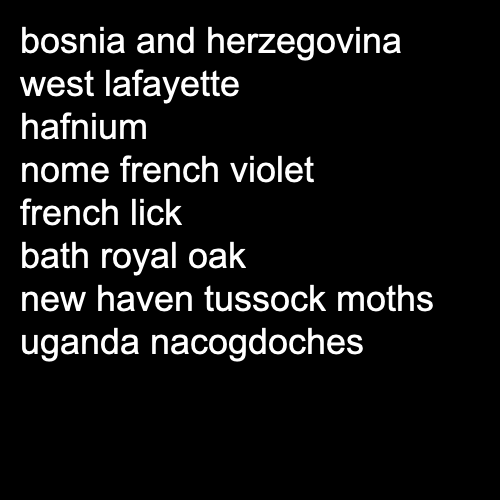 bosnia and herzegovina
west lafayette
hafnium
nome french violet
french lick
bath royal oak
new haven tussock moths
uganda nacogdoches